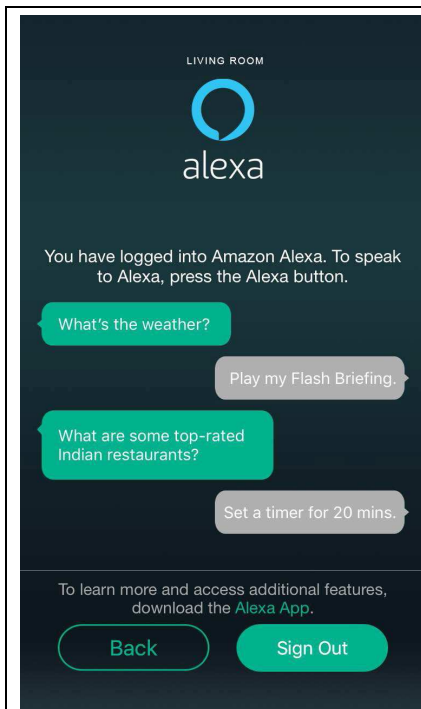 LIVING ROOM
alexa
You have logged into Amazon Alexa. To speak
to Alexa, press the Alexa button.
What's the weather?
Play my Flash Briefing.
What are some top-rated
Indian restaurants?
Set a timer for 20 mins.
To learn more and access additional features,
download the Alexa App.
Back
Sign Out